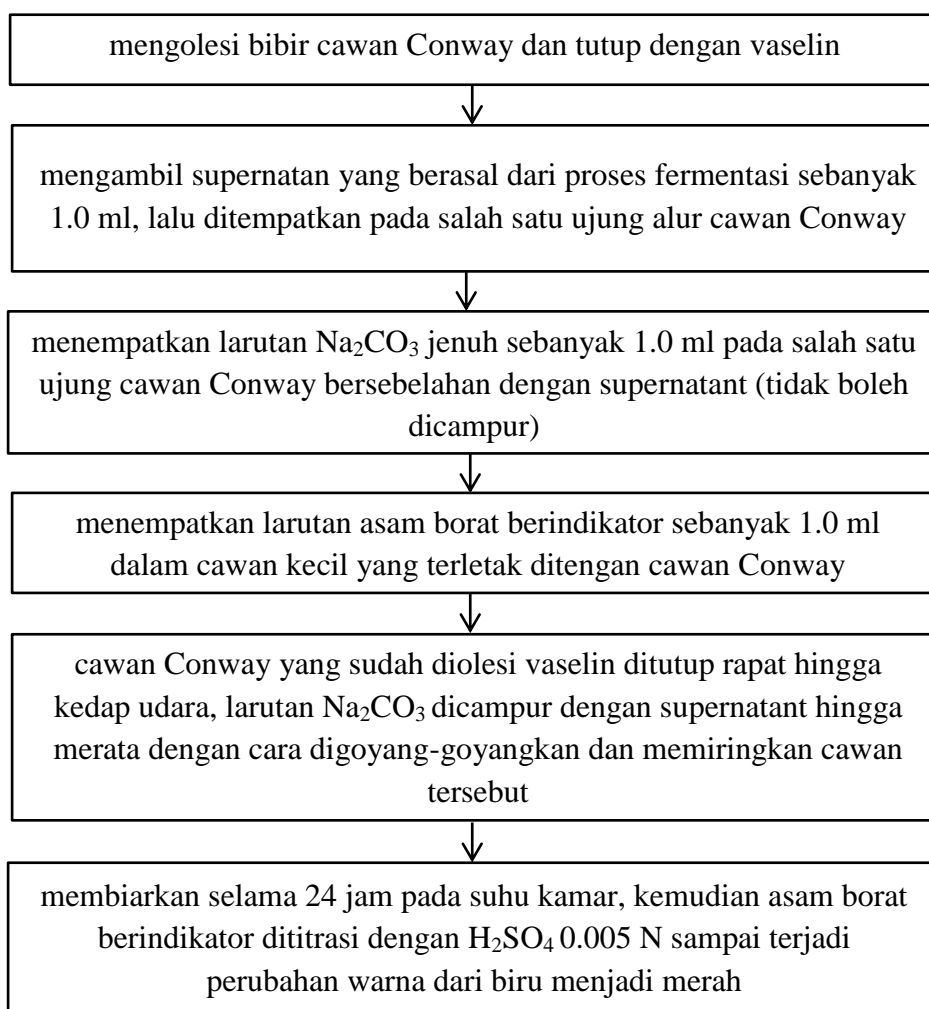 mengolesi bibir cawan Conway dan tutup dengan vaselin
mengambil supernatan yang berasal dari proses fermentasi sebanyak
1.0 ml, lalu ditempatkan pada salah satu ujung alur cawan Conway
menempatkan larutan Na₂CO₃ jenuh sebanyak 1.0 ml pada salah satu
ujung cawan Conway bersebelahan dengan supernatant (tidak boleh
dicampur)
menempatkan larutan asam borat berindikator sebanyak 1.0 ml
dalam cawan kecil yang terletak ditengan cawan Conway
cawan Conway yang sudah diolesi vaselin ditutup rapat hingga
kedap udara, larutan Na₂CO₃ dicampur dengan supernatant hingga
merata dengan cara digoyang-goyangkan dan memiringkan cawan
tersebut
membiarkan selama 24 jam pada suhu kamar, kemudian asam borat
berindikator dititrasi dengan H₂SO₄ 0.005 N sampai terjadi
perubahan warna dari biru menjadi merah